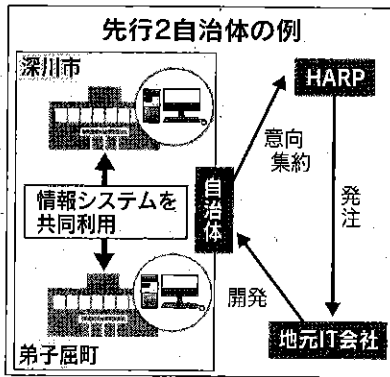 先行2自治体の例
深川市
情報システムを
共同利用
弟子屈町
自治体
意向
集約
HARP
発注
地元IT会社
開発